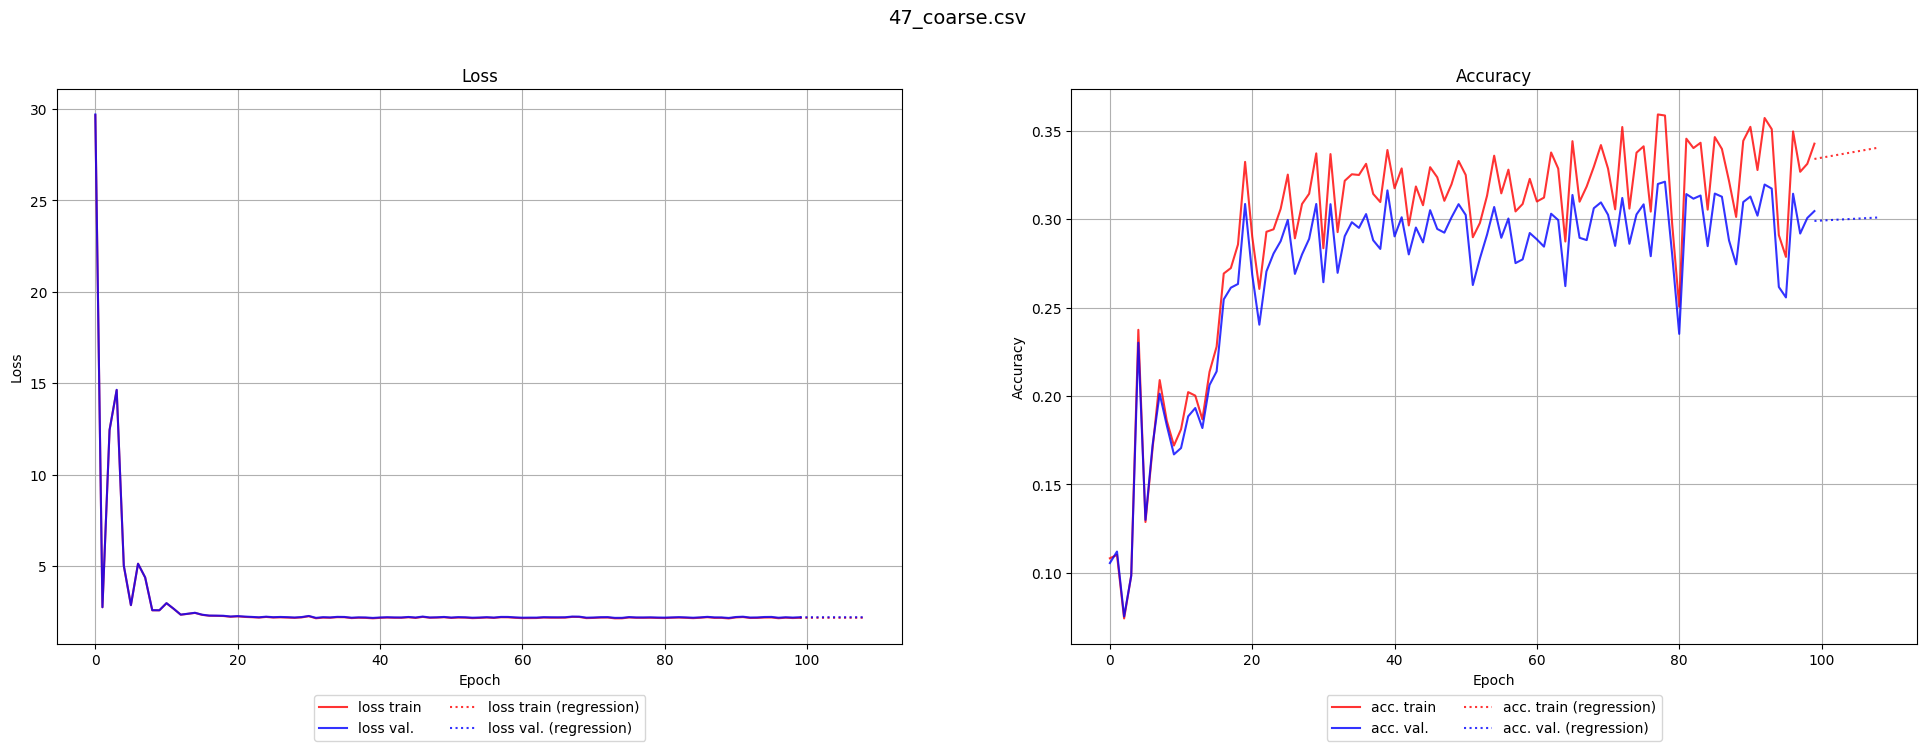 47_coarse.csv
Loss
30
25
20
15
10
5
Loss
0 20 40 60 80 100
Epoch
loss train
loss val.
loss train (regression)
loss val. (regression)
Accuracy
0.35
0.30
0.25
0.20
0.15
0.10
Accuracy
0 20 40 60 80 100
Epoch
acc. train
acc. val.
acc. train (regression)
acc. val. (regression)